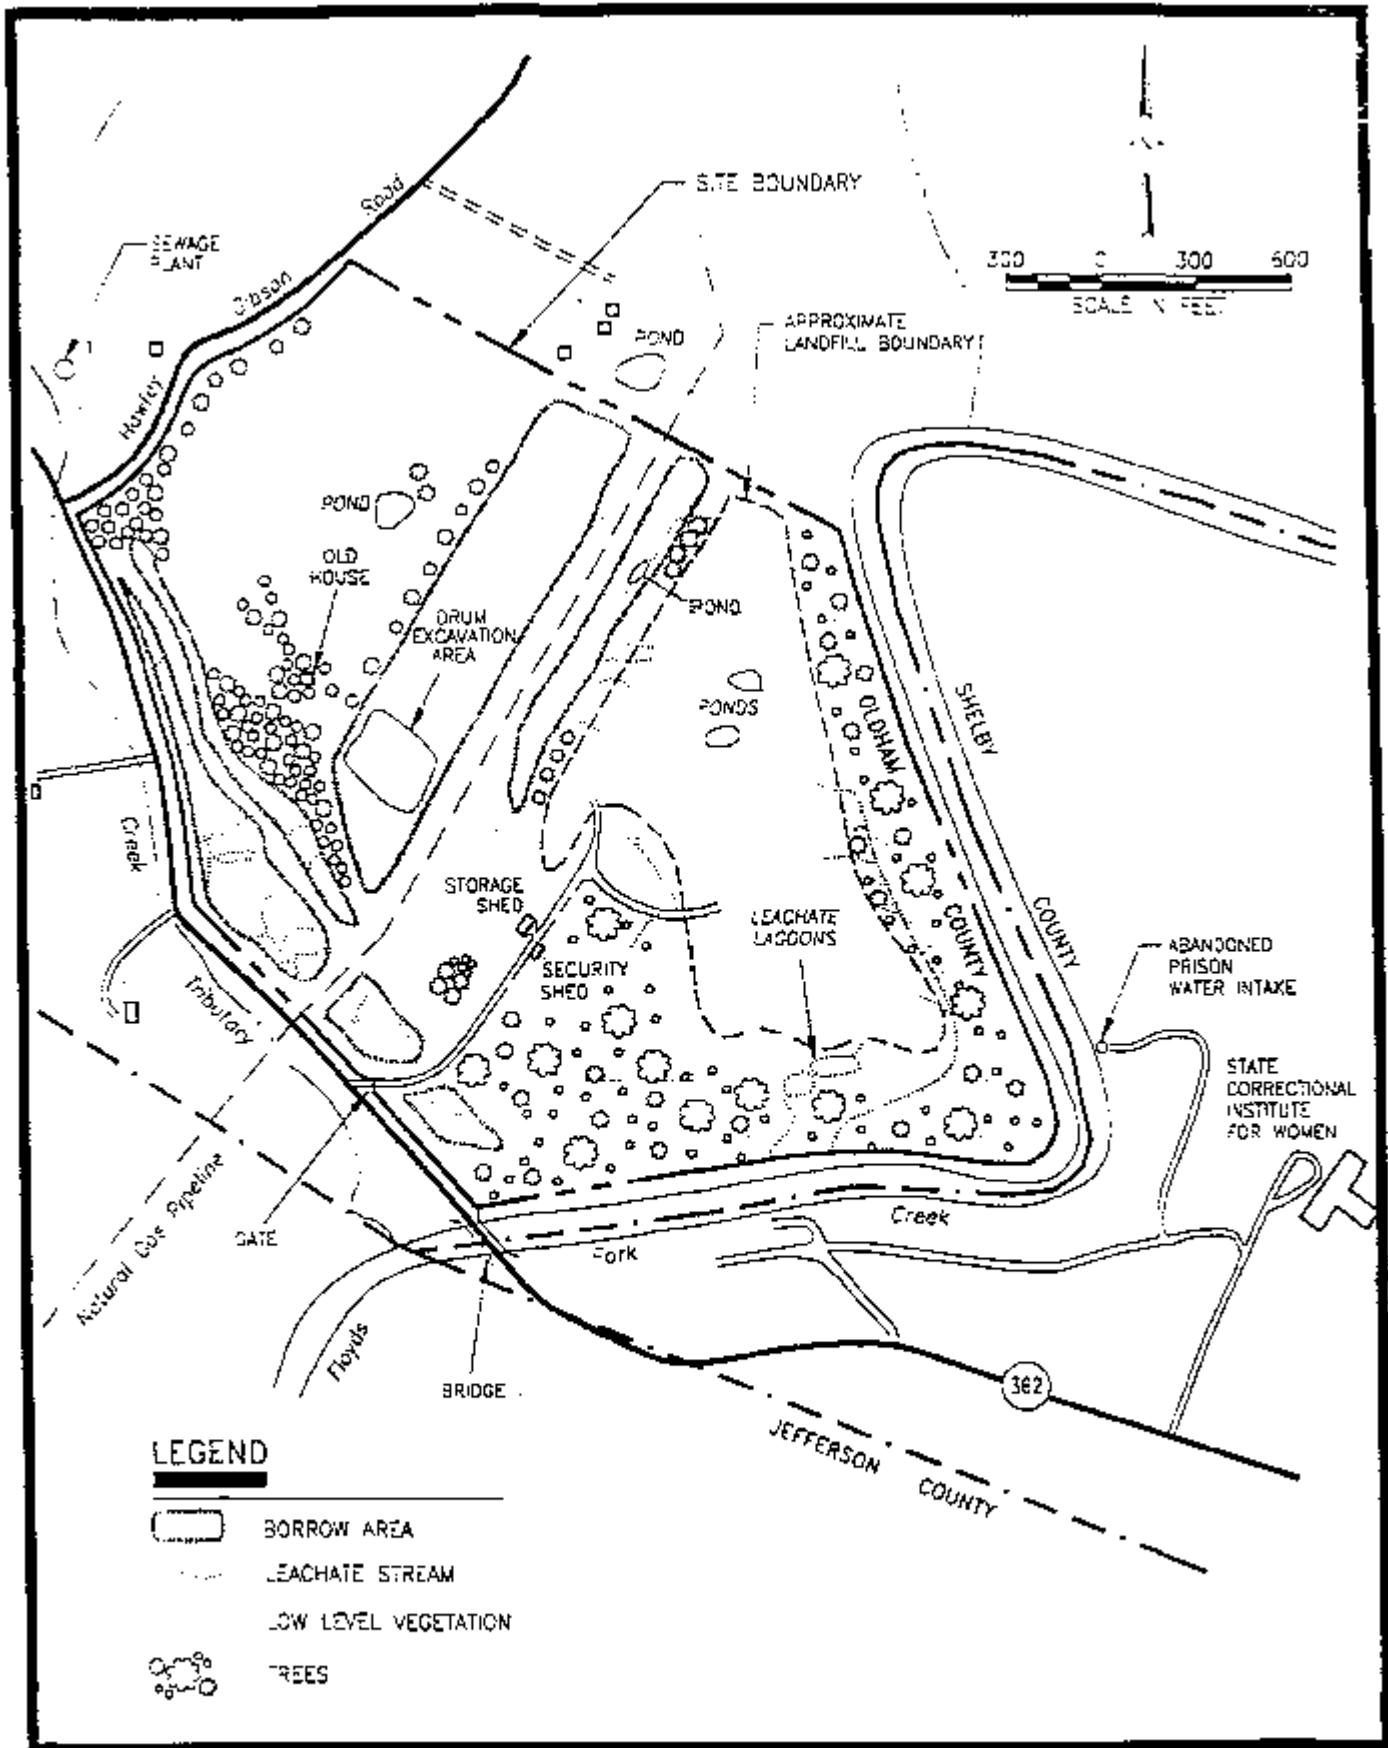 SITE BOUNDARY
Road
SEWAGE
PLANT
Gibson
300 0 300 600
SCALE IN FEET
1
POND
APPROXIMATE
LANDFILL BOUNDARY
Hawley
POND
OLD
HOUSE
DRUM
EXCAVATION
AREA
POND
PONDS
OLDHAM
COUNTY
SHELBY
COUNTY
Creek
Tributary
STORAGE
SHED
SECURITY
SHED
LEACHATE
LAGOONS
ABANDONED
PRISON
WATER INTAKE
STATE
CORRECTIONAL
INSTITUTE
FOR WOMEN
Natural Gas Pipeline
GATE
Creek
Fork
Floyds
BRIDGE
362
JEFFERSON
COUNTY
LEGEND
BORROW AREA
LEACHATE STREAM
LOW LEVEL VEGETATION
TREES